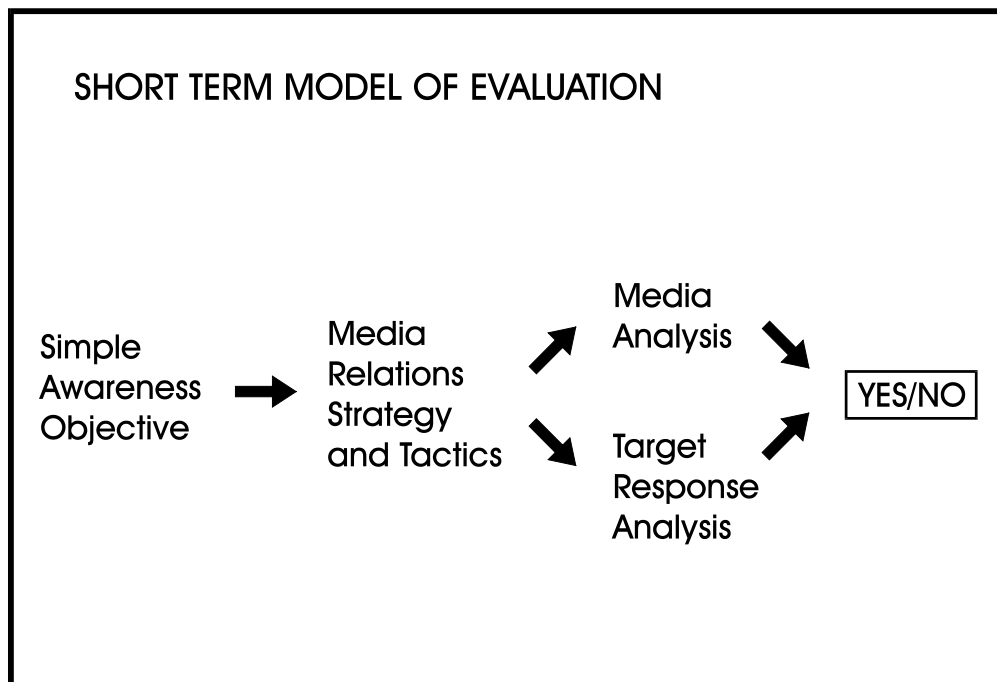 SHORT TERM MODEL OF EVALUATION
Simple
Awareness
Objective
Media
Relations
Strategy
and Tactics
Media
Analysis
Target
Response
Analysis
YES/NO